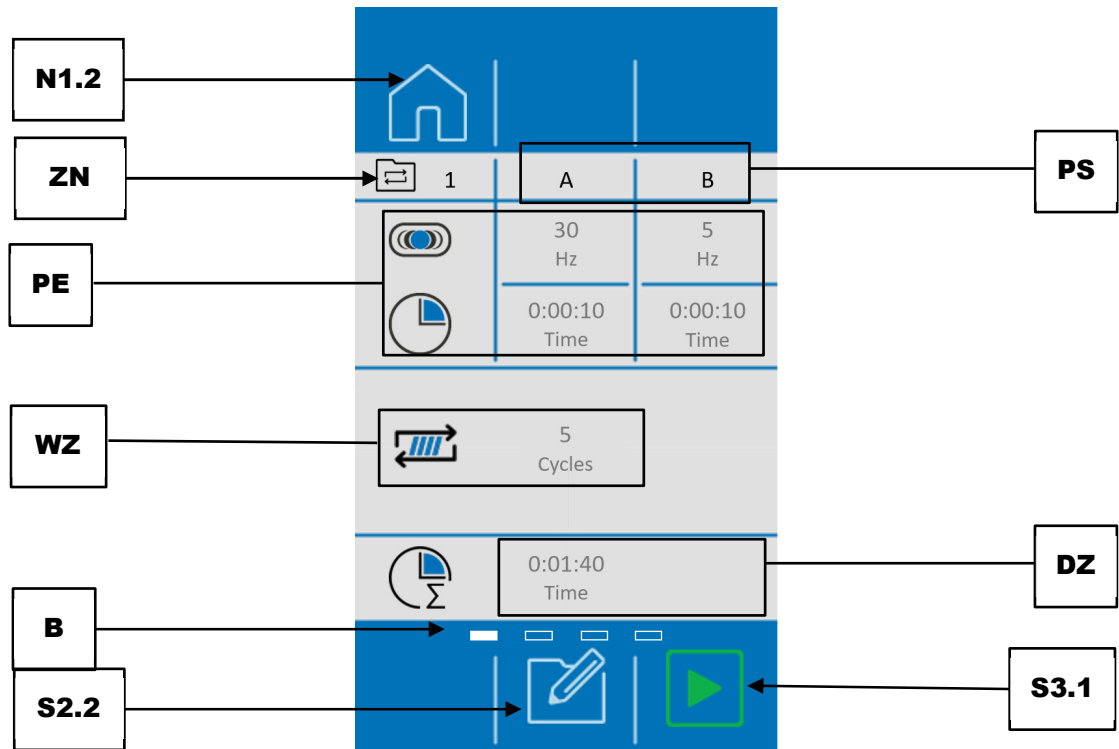 N1.2
ZN
1
A
B
PS
30
Hz
5
Hz
PE
0:00:10
Time
0:00:10
Time
WZ
5
Cycles
0:01:40
Time
DZ
Σ
B
S2.2
S3.1